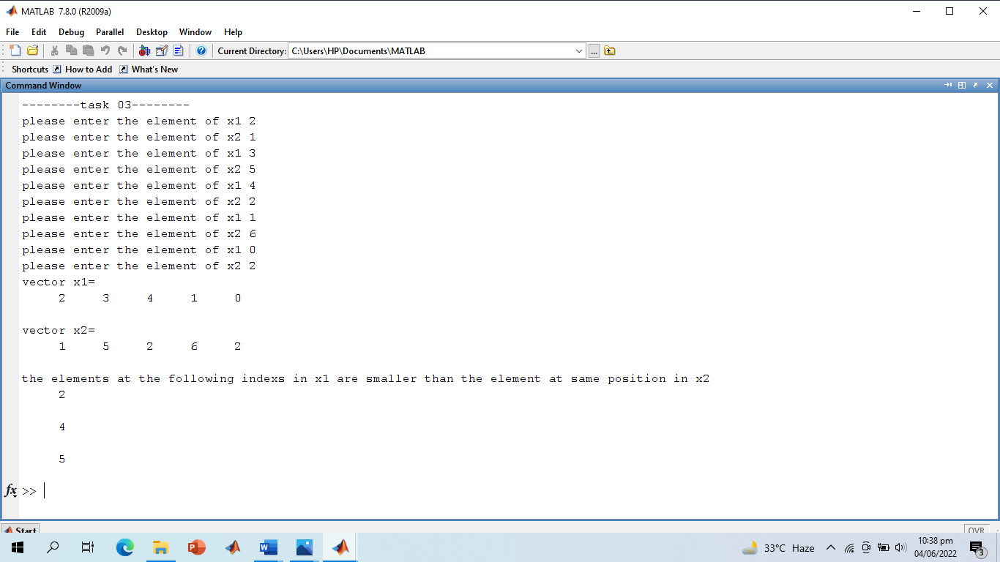 MATLAB 7.8.0 (R2009a)
File Edit Debug Parallel Desktop Window Help
Current Directory: C:\Users\HP\Documents\MATLAB ...
Shortcuts How to Add What's New
Command Window
--------task 03--------
please enter the element of x1 2
please enter the element of x2 1
please enter the element of x1 3
please enter the element of x2 5
please enter the element of x1 4
please enter the element of x2 2
please enter the element of x1 1
please enter the element of x2 6
please enter the element of x1 0
please enter the element of x2 2
vector x1=
2 3 4 1 0
vector x2=
1 5 2 6 2
the elements at the following indexs in x1 are smaller than the element at same position in x2
2
4
5
fx >>
Start OVR
33°C Haze 10:38 pm
04/06/2022 3